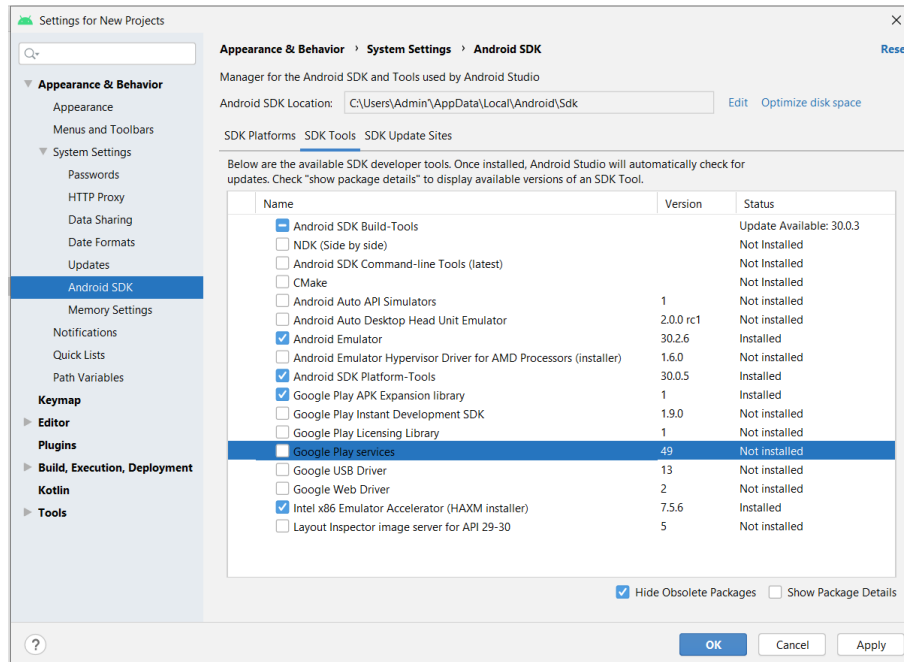 Settings for New Projects
Appearance & Behavior › System Settings › Android SDK
Rese
Manager for the Android SDK and Tools used by Android Studio
Android SDK Location: C:\Users\Admin'\AppData\Local\Android\Sdk Edit Optimize disk space
Appearance & Behavior
Appearance
Menus and Toolbars
System Settings
Passwords
HTTP Proxy
Data Sharing
Date Formats
Updates
Android SDK
Memory Settings
Notifications
Quick Lists
Path Variables
Keymap
Editor
Plugins
Build, Execution, Deployment
Kotlin
Tools
SDK Platforms SDK Tools SDK Update Sites
Below are the available SDK developer tools. Once installed, Android Studio will automatically check for
updates. Check "show package details" to display available versions of an SDK Tool.
Name Version Status
Android SDK Build-Tools Update Available: 30.0.3
NDK (Side by side) Not Installed
Android SDK Command-line Tools (latest) Not Installed
CMake Not Installed
Android Auto API Simulators 1 Not installed
Android Auto Desktop Head Unit Emulator 2.0.0 rc1 Not installed
Android Emulator 30.2.6 Installed
Android Emulator Hypervisor Driver for AMD Processors (installer) 1.6.0 Not installed
Android SDK Platform-Tools 30.0.5 Installed
Google Play APK Expansion library 1 Installed
Google Play Instant Development SDK 1.9.0 Not installed
Google Play Licensing Library 1 Not installed
Google Play services 49 Not installed
Google USB Driver 13 Not installed
Google Web Driver 2 Not installed
Intel x86 Emulator Accelerator (HAXM installer) 7.5.6 Installed
Layout Inspector image server for API 29-30 5 Not installed
Hide Obsolete Packages Show Package Details
? OK Cancel Apply